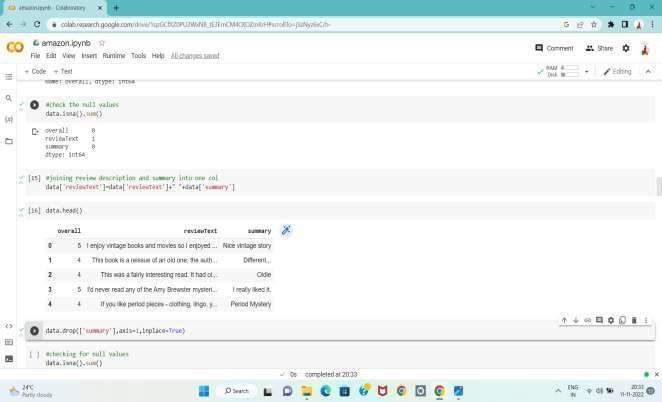 amazon.ipynb - Colaboratory
amazon.ipynb
File Edit View Insert Runtime Tools Help All changes saved
Comment
Share
+ Code + Text
RAM
Disk
Editing
Name: overall, dtype: int64
#check the null values
data.isna().sum()
overall 0
reviewText 1
summary 0
dtype: int64
[15] #joining review description and summary into one col
data['reviewText']=data['reviewText']+" "+data['summary']
[16] data.head()
overall reviewText summary
0 5 I enjoy vintage books and movies so I enjoyed ... Nice vintage story
1 4 This book is a reissue of an old one; the auth... Different...
2 4 This was a fairly interesting read. It had ol... Oldie
3 5 I'd never read any of the Amy Brewster mysteri... I really liked it.
4 4 If you like period pieces - clothing, lingo, y... Period Mystery
data.drop(['summary'],axis=1,inplace=True)
[ ] #checking for null values
data.isna().sum()
0s completed at 20:33
24°C
Partly cloudy
Search
ENG
IN
20:33
11-11-2022